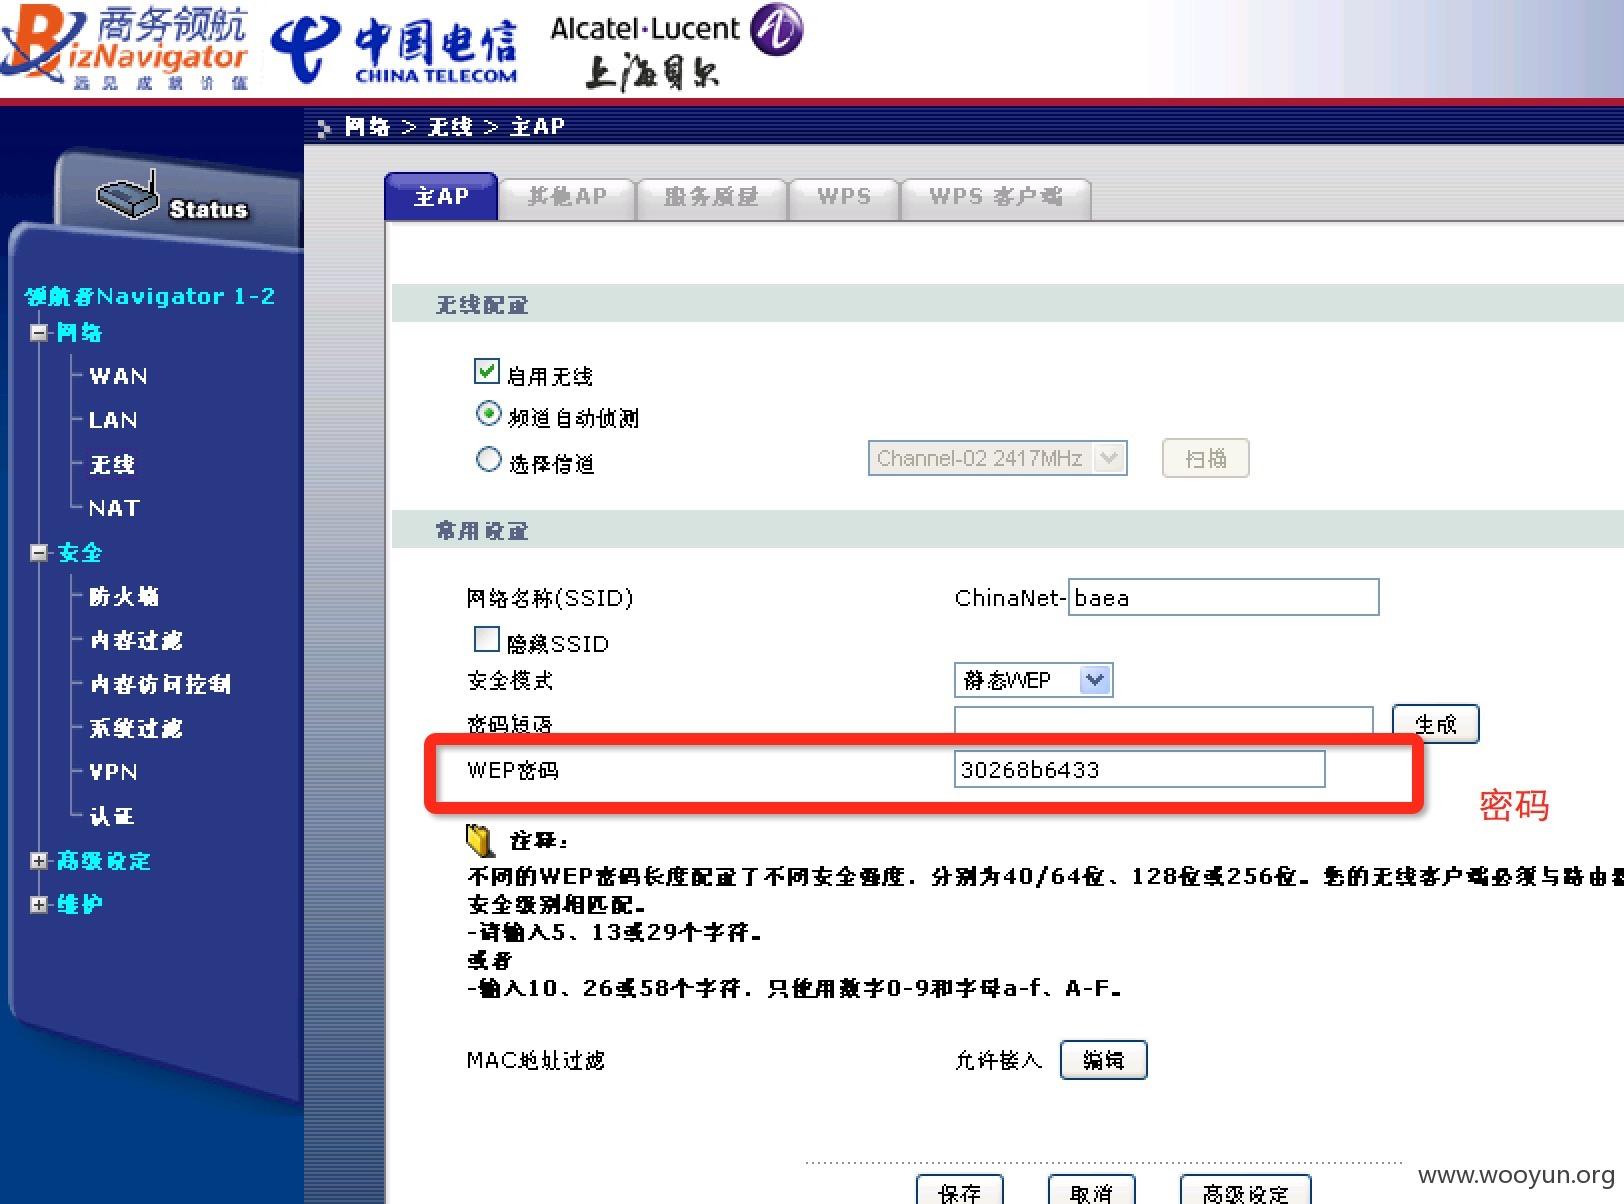 商务领航
BizNavigator
远见成就价值
中国电信
CHINA TELECOM
Alcatel·Lucent
上海贝尔
网络 > 无线 > 主AP
Status
主AP 其他AP 服务质量 WPS WPS 客户端
领航者Navigator 1-2
网络
WAN
LAN
无线
NAT
安全
防火墙
内容过滤
内容访问控制
系统过滤
VPN
认证
高级设定
维护
无线配置
启用无线
频道自动侦测
选择信道 Channel-02 2417MHz 扫描
常用设置
网络名称(SSID) ChinaNet- baea
隐藏SSID
安全模式 静态WEP
密码短语 生成
WEP密码 30268b6433
密码
注释:
不同的WEP密码长度配置了不同安全强度. 分别为40/64位、128位或256位。您的无线客户端必须与路由器
安全级别相匹配。
-请输入5、13或29个字符。
或者
-输入10、26或58个字符. 只使用数字0-9和字母a-f、A-F。
MAC地址过滤 允许接入 编辑
保存 取消 高级设定
www.wooyun.org